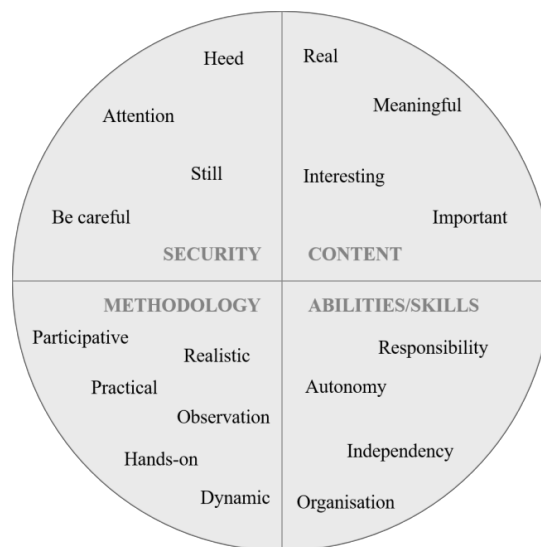 Heed
Attention
Still
Be careful
SECURITY
Real
Meaningful
Interesting
Important
CONTENT
METHODOLOGY
Participative
Realistic
Practical
Observation
Hands-on
Dynamic
ABILITIES/SKILLS
Responsibility
Autonomy
Independency
Organisation